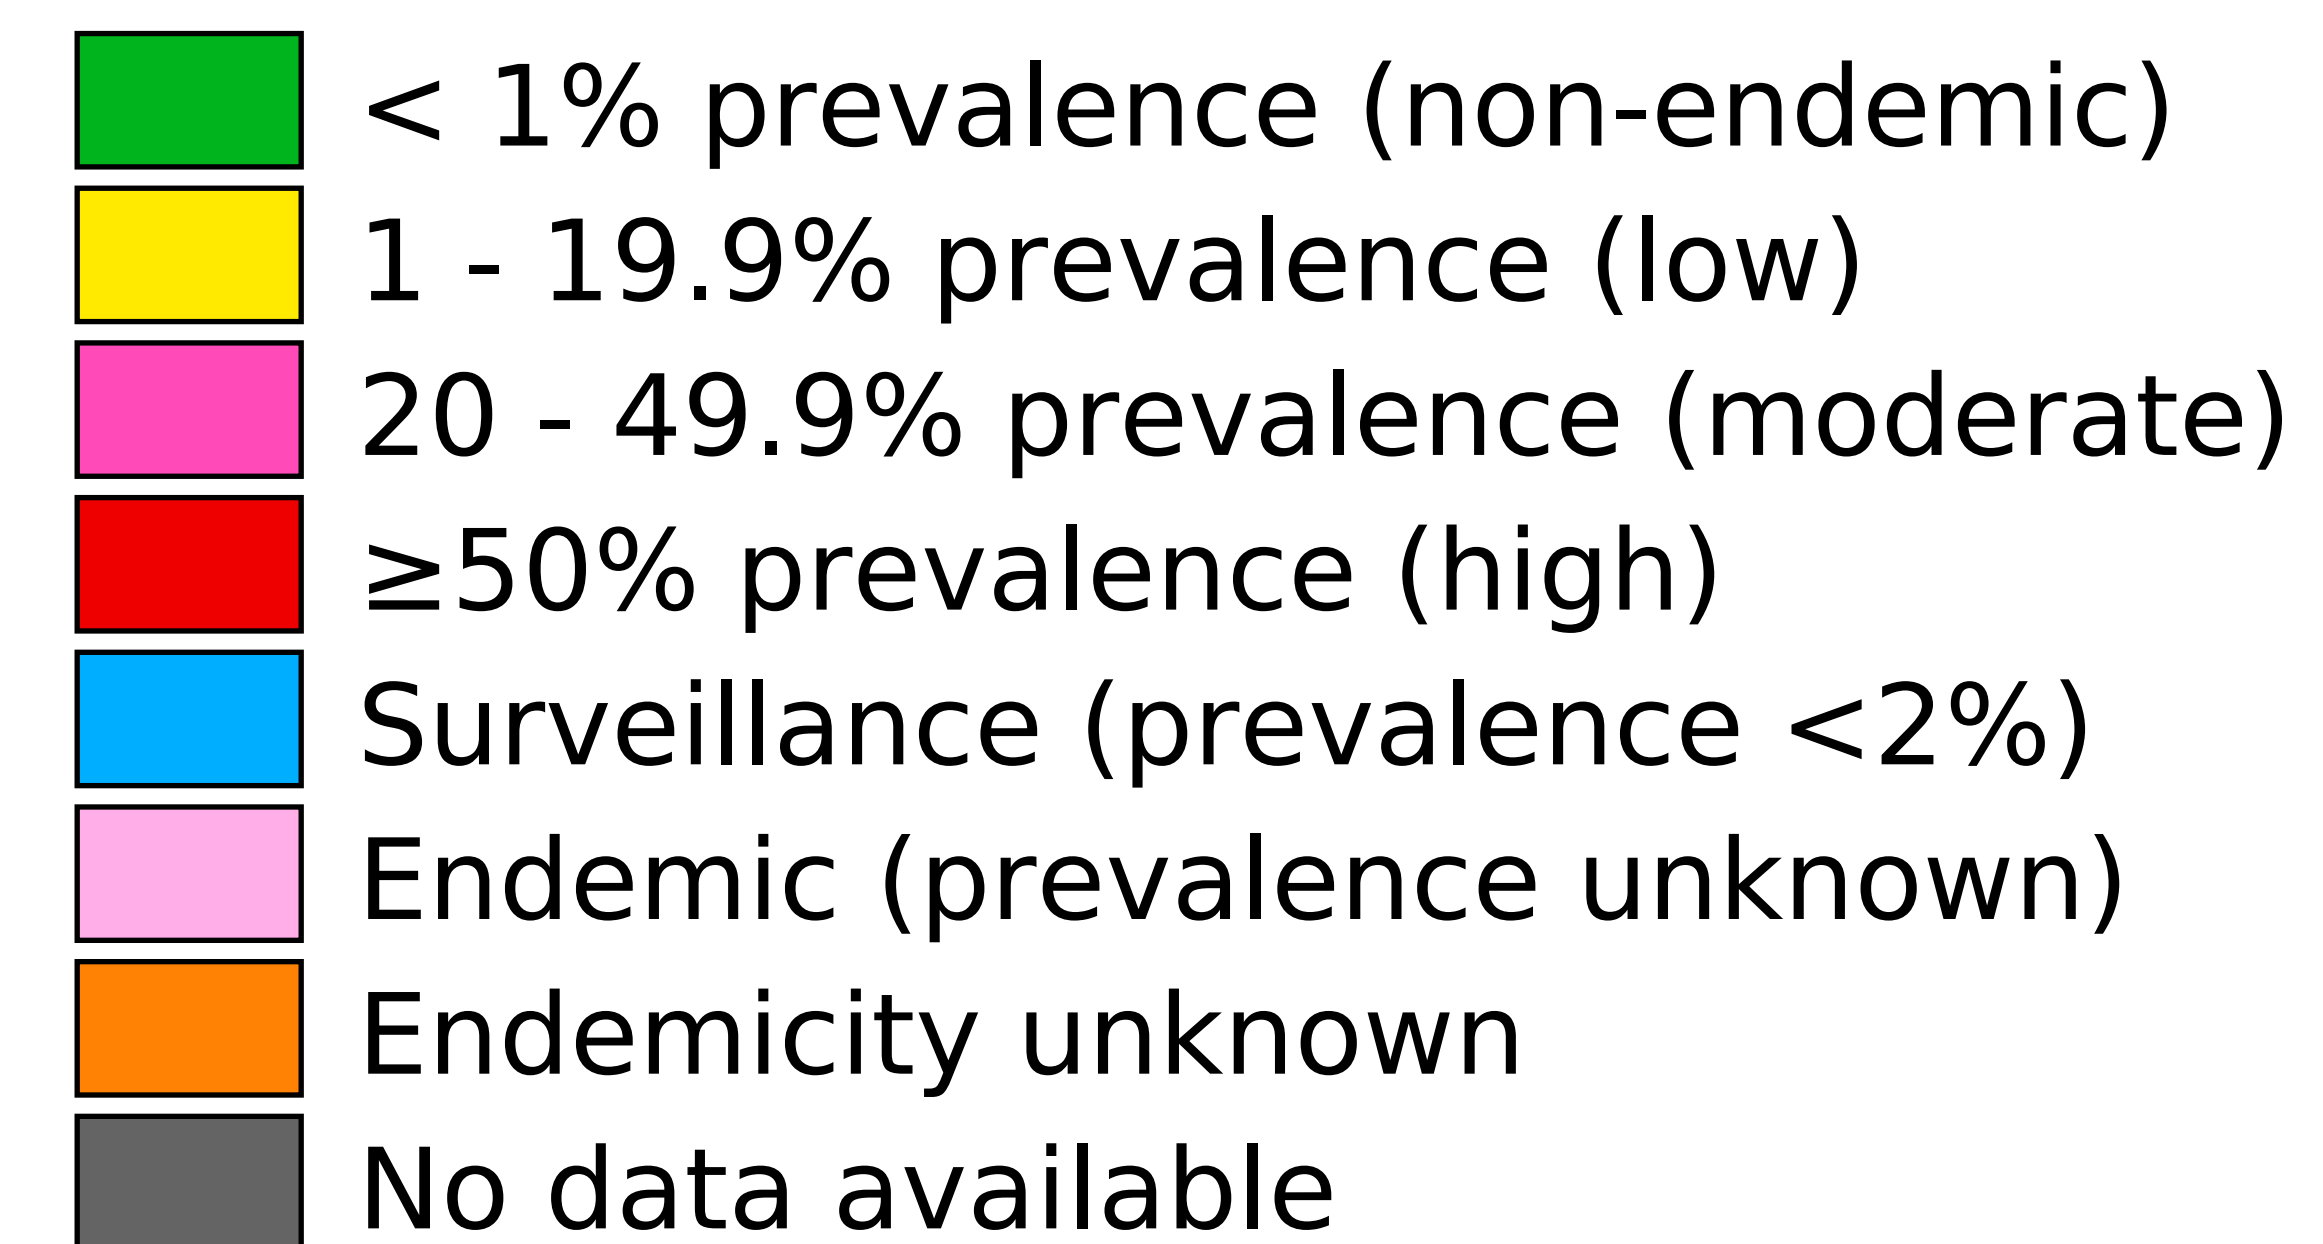 < 1% prevalence (non-endemic)
1 - 19.9% prevalence (low)
20 - 49.9% prevalence (moderate)
≥50% prevalence (high)
Surveillance (prevalence <2%)
Endemic (prevalence unknown)
Endemicity unknown
No data available